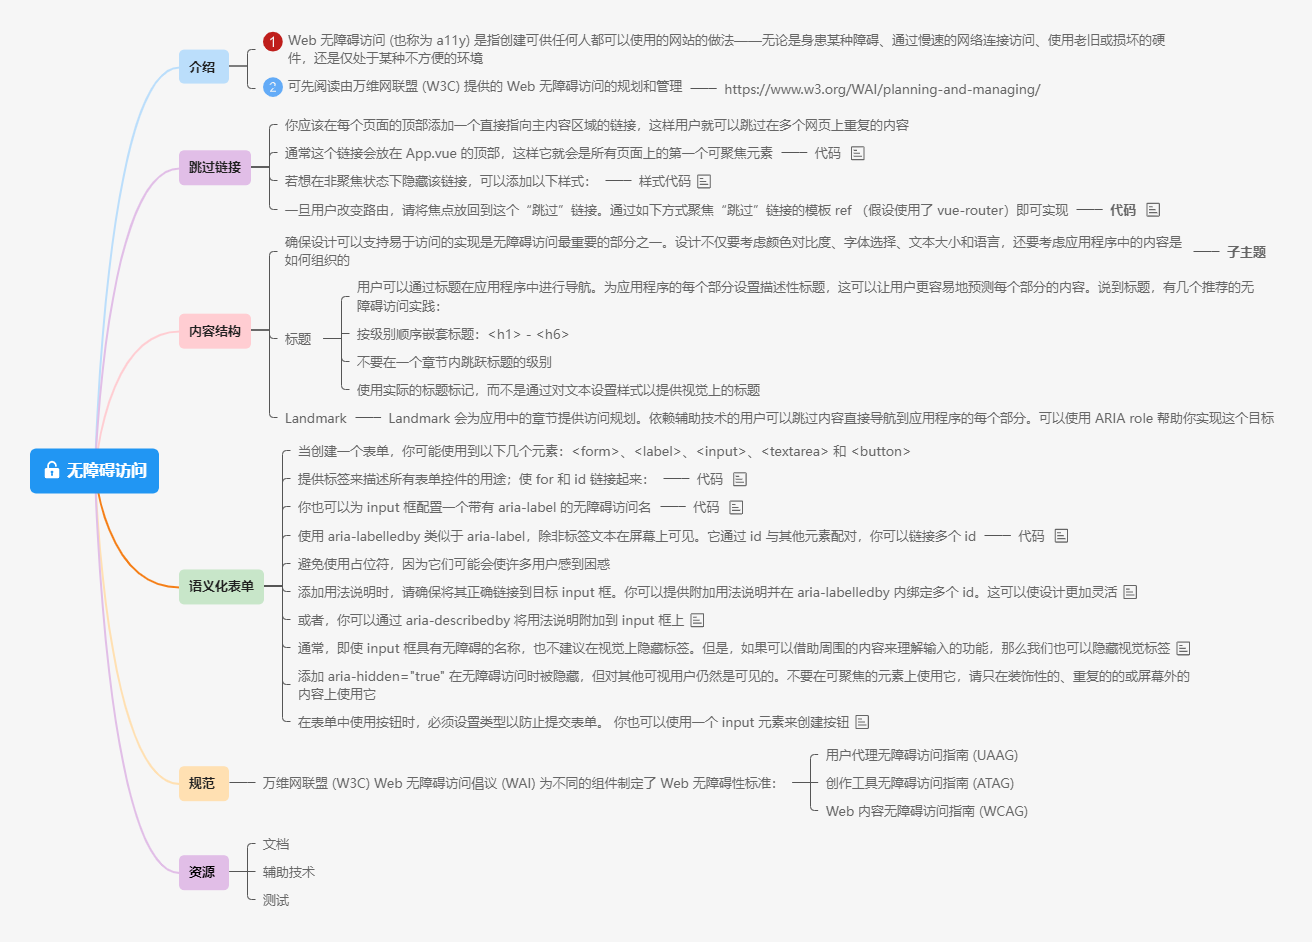 无障碍访问
介绍
1
Web 无障碍访问 (也称为 a11y) 是指创建可供任何人都可以使用的网站的做法——无论是身患某种障碍、通过慢速的网络连接访问、使用老旧或损坏的硬
件，还是仅处于某种不方便的环境
2
可先阅读由万维网联盟 (W3C) 提供的 Web 无障碍访问的规划和管理
https://www.w3.org/WAI/planning-and-managing/
跳过链接
你应该在每个页面的顶部添加一个直接指向主内容区域的链接，这样用户就可以跳过在多个网页上重复的内容
通常这个链接会放在 App.vue 的顶部，这样它就会是所有页面上的第一个可聚焦元素
代码
若想在非聚焦状态下隐藏该链接，可以添加以下样式：
样式代码
一旦用户改变路由，请将焦点放回到这个“跳过”链接。通过如下方式聚焦“跳过”链接的模板 ref （假设使用了 vue-router）即可实现
代码
内容结构
确保设计可以支持易于访问的实现是无障碍访问最重要的部分之一。设计不仅要考虑颜色对比度、字体选择、文本大小和语言，还要考虑应用程序中的内容是
如何组织的
子主题
标题
用户可以通过标题在应用程序中进行导航。为应用程序的每个部分设置描述性标题，这可以让用户更容易地预测每个部分的内容。说到标题，有几个推荐的无
障碍访问实践：
按级别顺序嵌套标题：<h1> - <h6>
不要在一个章节内跳跃标题的级别
使用实际的标题标记，而不是通过对文本设置样式以提供视觉上的标题
Landmark
Landmark 会为应用中的章节提供访问规划。依赖辅助技术的用户可以跳过内容直接导航到应用程序的每个部分。可以使用 ARIA role 帮助你实现这个目标
语义化表单
当创建一个表单，你可能使用到以下几个元素：<form>、<label>、<input>、<textarea> 和 <button>
提供标签来描述所有表单控件的用途；使 for 和 id 链接起来：
代码
你也可以为 input 框配置一个带有 aria-label 的无障碍访问名
代码
使用 aria-labelledby 类似于 aria-label，除非标签文本在屏幕上可见。它通过 id 与其他元素配对，你可以链接多个 id
代码
避免使用占位符，因为它们可能会使许多用户感到困惑
添加用法说明时，请确保将其正确链接到目标 input 框。你可以提供附加用法说明并在 aria-labelledby 内绑定多个 id。这可以使设计更加灵活
或者，你可以通过 aria-describedby 将用法说明附加到 input 框上
通常，即使 input 框具有无障碍的名称，也不建议在视觉上隐藏标签。但是，如果可以借助周围的内容来理解输入的功能，那么我们也可以隐藏视觉标签
添加 aria-hidden="true" 在无障碍访问时被隐藏，但对其他可视用户仍然是可见的。不要在可聚焦的元素上使用它，请只在装饰性的、重复的的或屏幕外的
内容上使用它
在表单中使用按钮时，必须设置类型以防止提交表单。 你也可以使用一个 input 元素来创建按钮
规范
万维网联盟 (W3C) Web 无障碍访问倡议 (WAI) 为不同的组件制定了 Web 无障碍性标准：
用户代理无障碍访问指南 (UAAG)
创作工具无障碍访问指南 (ATAG)
Web 内容无障碍访问指南 (WCAG)
资源
文档
辅助技术
测试